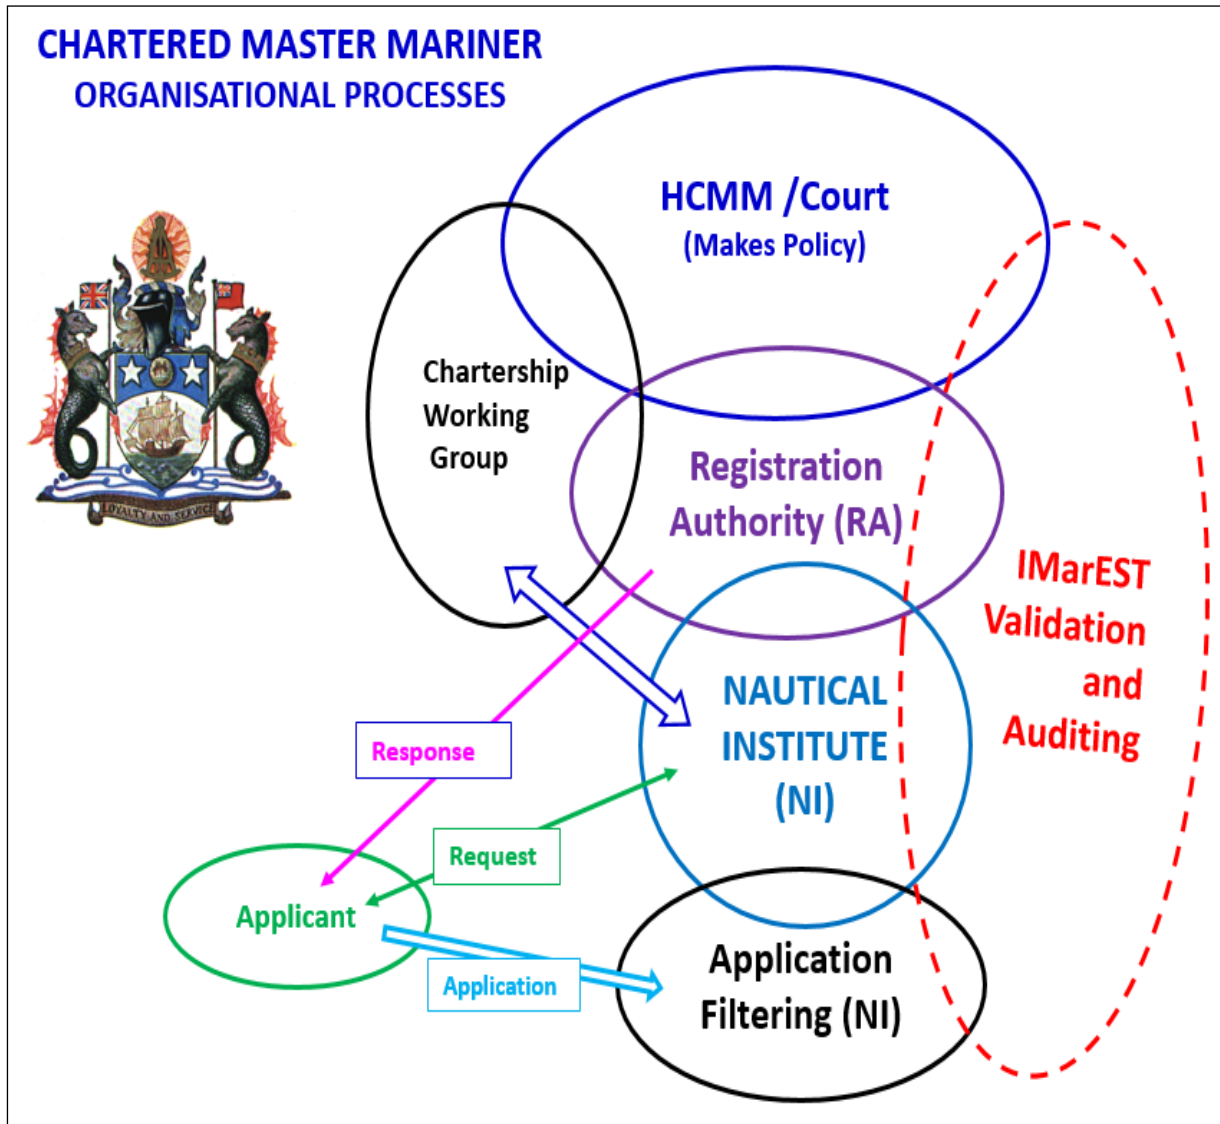 CHARTERED MASTER MARINER
ORGANISATIONAL PROCESSES
HCMM /Court
(Makes Policy)
Chartership
Working
Group
Registration
Authority (RA)
LOYALTY AND SERVICE
IMarEST
Validation
and
Auditing
NAUTICAL
INSTITUTE
(NI)
Response
Request
Applicant
Application
Application
Filtering (NI)